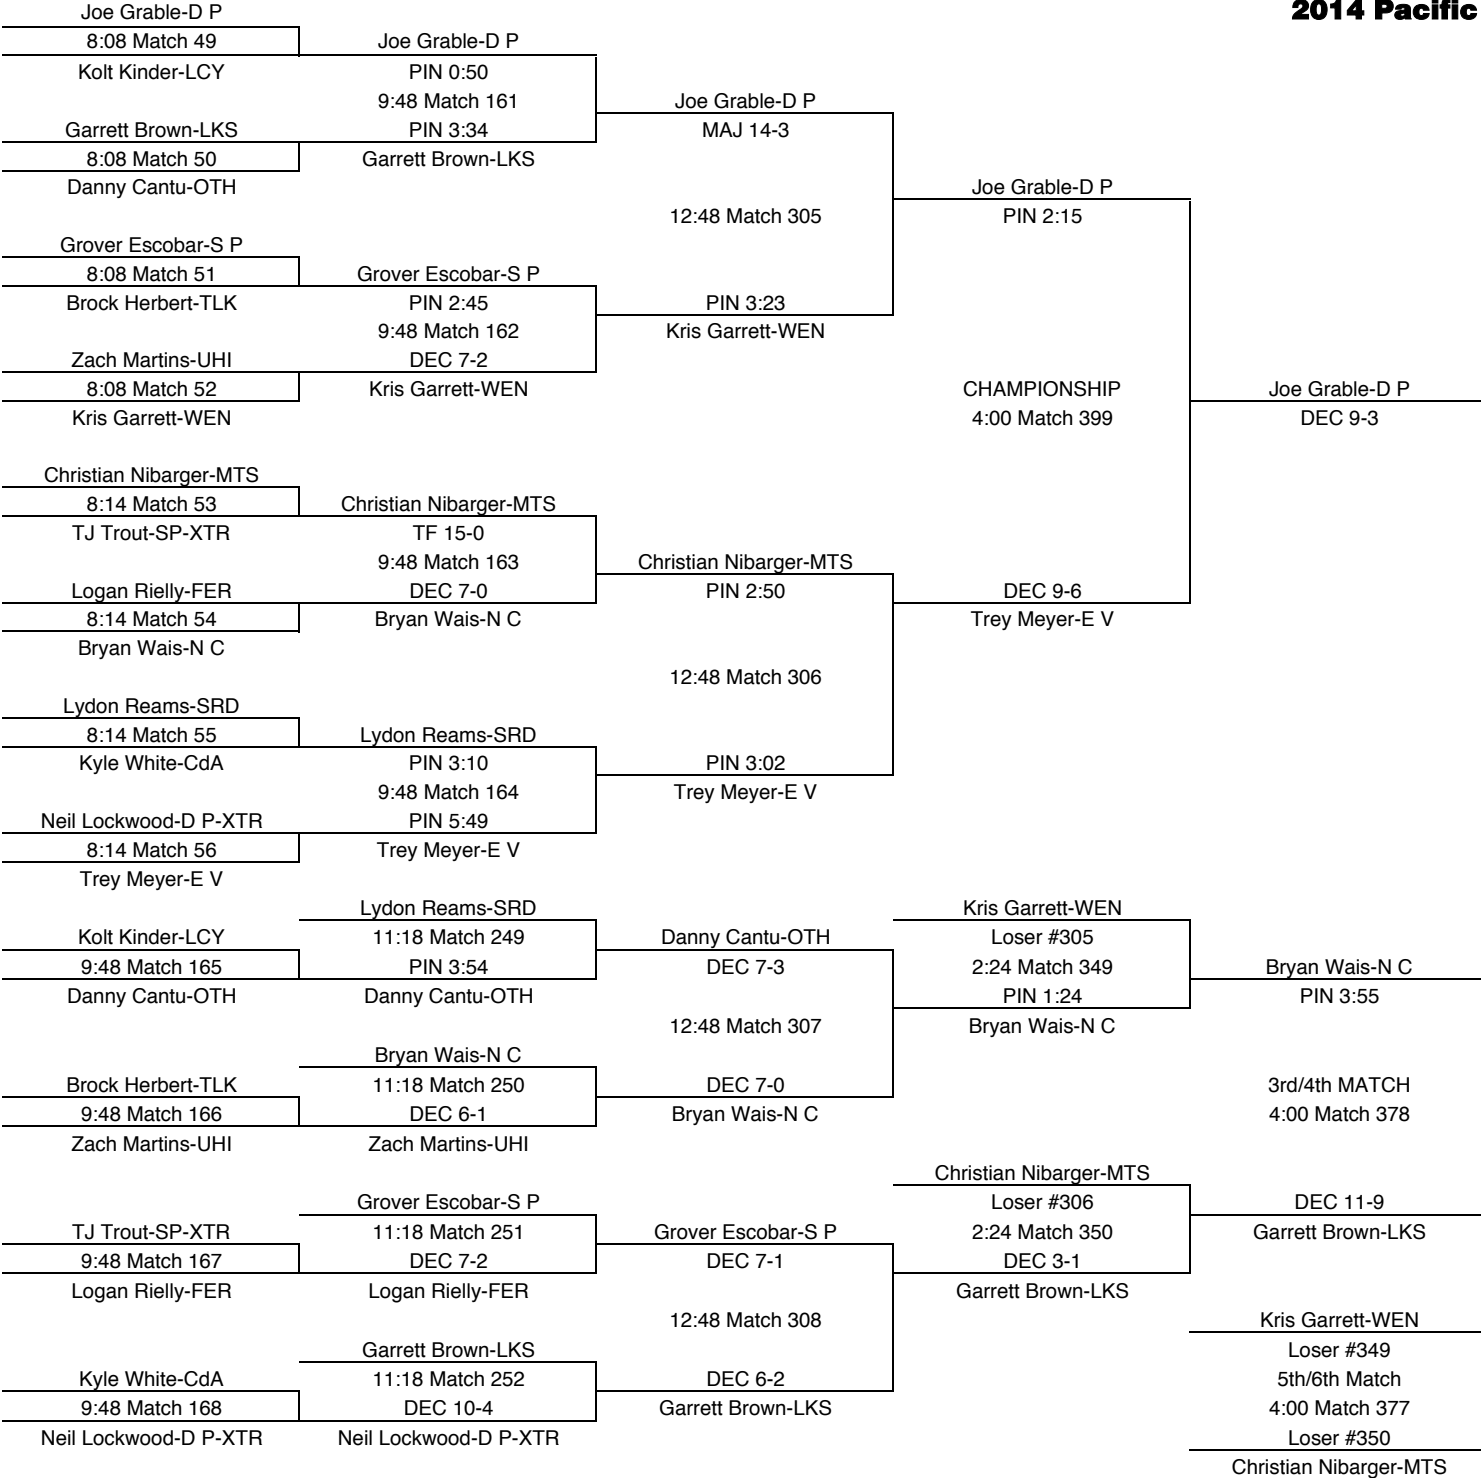 2014 Pacific
Joe Grable-D P
8:08 Match 49
Kolt Kinder-LCY
Garrett Brown-LKS
8:08 Match 50
Danny Cantu-OTH
Grover Escobar-S P
8:08 Match 51
Brock Herbert-TLK
Zach Martins-UHI
8:08 Match 52
Kris Garrett-WEN
Christian Nibarger-MTS
8:14 Match 53
TJ Trout-SP-XTR
Logan Rielly-FER
8:14 Match 54
Bryan Wais-N C
Lydon Reams-SRD
8:14 Match 55
Kyle White-CdA
Neil Lockwood-D P-XTR
8:14 Match 56
Trey Meyer-E V
Joe Grable-D P
PIN 0:50
9:48 Match 161
PIN 3:34
Garrett Brown-LKS
Grover Escobar-S P
PIN 2:45
9:48 Match 162
DEC 7-2
Kris Garrett-WEN
Christian Nibarger-MTS
TF 15-0
9:48 Match 163
DEC 7-0
Bryan Wais-N C
Lydon Reams-SRD
PIN 3:10
9:48 Match 164
PIN 5:49
Trey Meyer-E V
Joe Grable-D P
MAJ 14-3
12:48 Match 305
PIN 3:23
Kris Garrett-WEN
Christian Nibarger-MTS
PIN 2:50
12:48 Match 306
PIN 3:02
Trey Meyer-E V
Joe Grable-D P
PIN 2:15
CHAMPIONSHIP
4:00 Match 399
DEC 9-6
Trey Meyer-E V
Joe Grable-D P
DEC 9-3
Kolt Kinder-LCY
9:48 Match 165
Danny Cantu-OTH
Brock Herbert-TLK
9:48 Match 166
Zach Martins-UHI
TJ Trout-SP-XTR
9:48 Match 167
Logan Rielly-FER
Kyle White-CdA
9:48 Match 168
Neil Lockwood-D P-XTR
Lydon Reams-SRD
11:18 Match 249
PIN 3:54
Danny Cantu-OTH
Bryan Wais-N C
11:18 Match 250
DEC 6-1
Zach Martins-UHI
Grover Escobar-S P
11:18 Match 251
DEC 7-2
Logan Rielly-FER
Garrett Brown-LKS
11:18 Match 252
DEC 10-4
Neil Lockwood-D P-XTR
Danny Cantu-OTH
DEC 7-3
12:48 Match 307
DEC 7-0
Bryan Wais-N C
Grover Escobar-S P
DEC 7-1
12:48 Match 308
DEC 6-2
Garrett Brown-LKS
Kris Garrett-WEN
Loser #305
2:24 Match 349
PIN 1:24
Bryan Wais-N C
Christian Nibarger-MTS
Loser #306
2:24 Match 350
DEC 3-1
Garrett Brown-LKS
Bryan Wais-N C
PIN 3:55
3rd/4th MATCH
4:00 Match 378
DEC 11-9
Garrett Brown-LKS
Kris Garrett-WEN
Loser #349
5th/6th Match
4:00 Match 377
Loser #350
Christian Nibarger-MTS